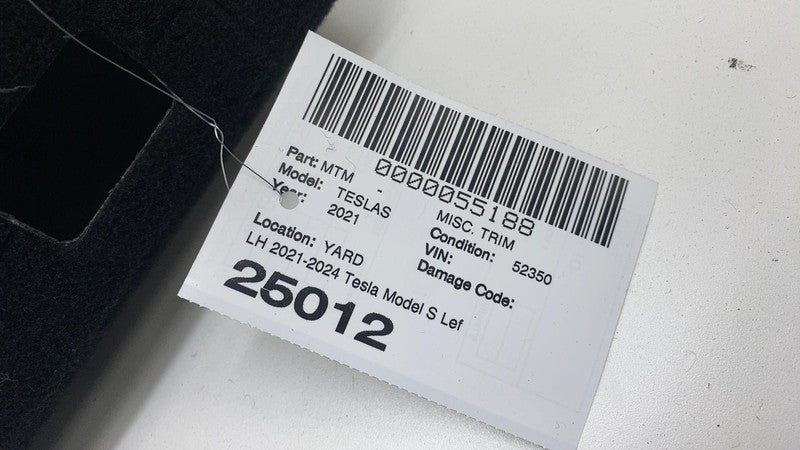 0000055188
Part: MTM - MISC. TRIM
Model: TESLAS Condition:
Year: 2021 VIN: 52350
Damage Code:
Location: YARD
LH 2021-2024 Tesla Model S Lef
25012